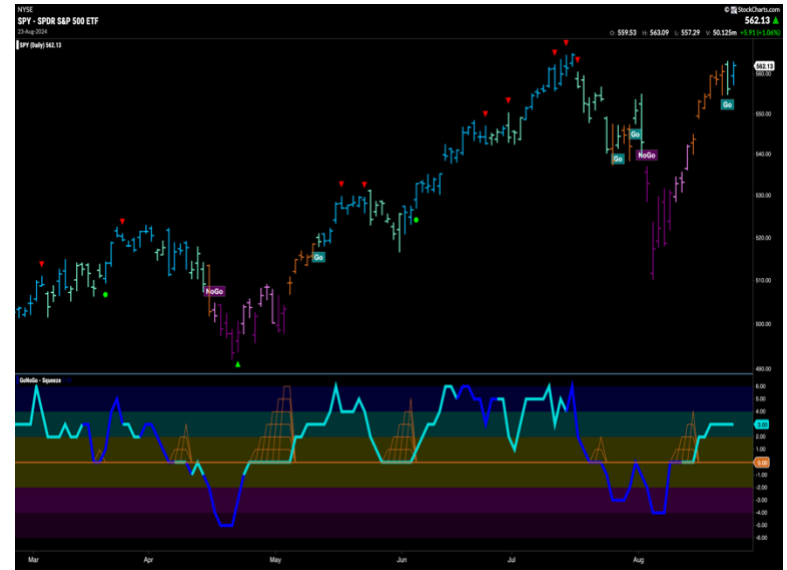 NYSE
© StockCharts.com
SPY - SPDR S&P 500 ETF
562.13
23-Aug-2024
O: 559.53 H: 563.09 L: 557.29 V: 50.125m +5.91 (+1.06%)
SPY (Daily) 562.13
562.13
560.00
Go
550.00
Go
540.00
Go
NoGo
530.00
520.00
Go
510.00
NoGo
500.00
490.00
GoNoGo - Squeeze
6.00
5.00
4.00
3.00
2.00
1.00
0.00
-1.00
-2.00
-3.00
-4.00
-5.00
-6.00
Mar Apr May Jun Jul Aug